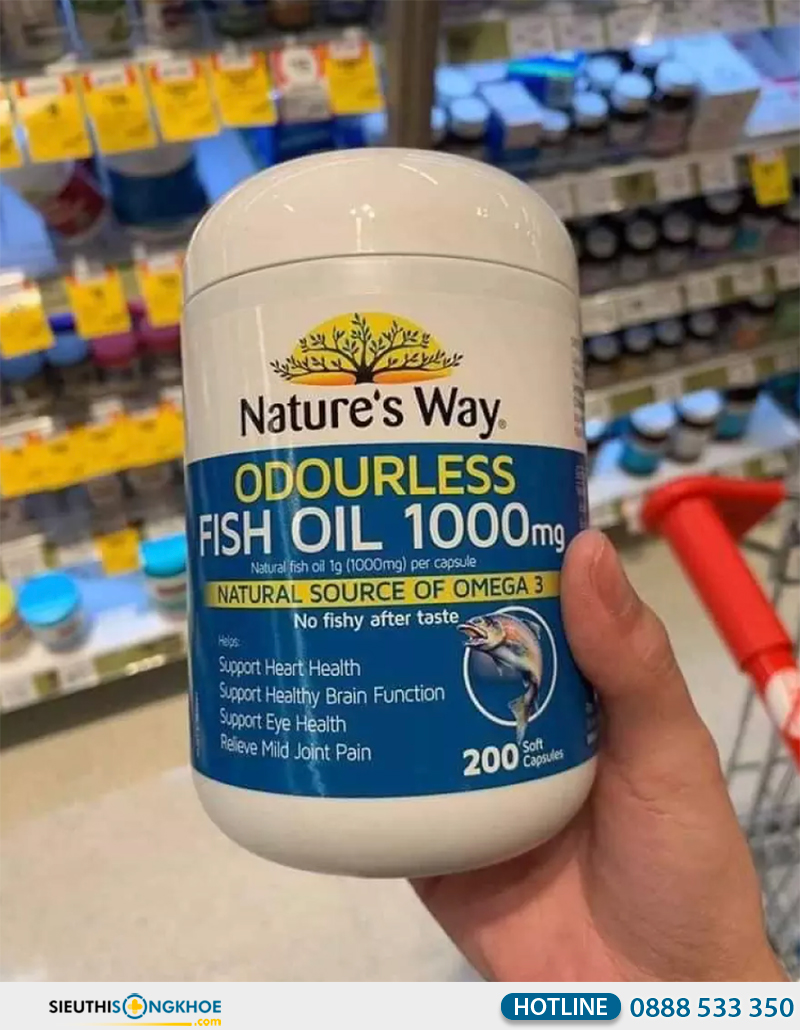 Nature's Way®
ODOURLESS
FISH OIL 1000mg
Natural fish oil 1g (1000mg) per capsule
NATURAL SOURCE OF OMEGA 3
No fishy after taste
Helps:
Support Heart Health
Support Healthy Brain Function
Support Eye Health
Relieve Mild Joint Pain
200 Soft Capsules
SIEUTHISONGKHOE
.com
HOTLINE 0888 533 350